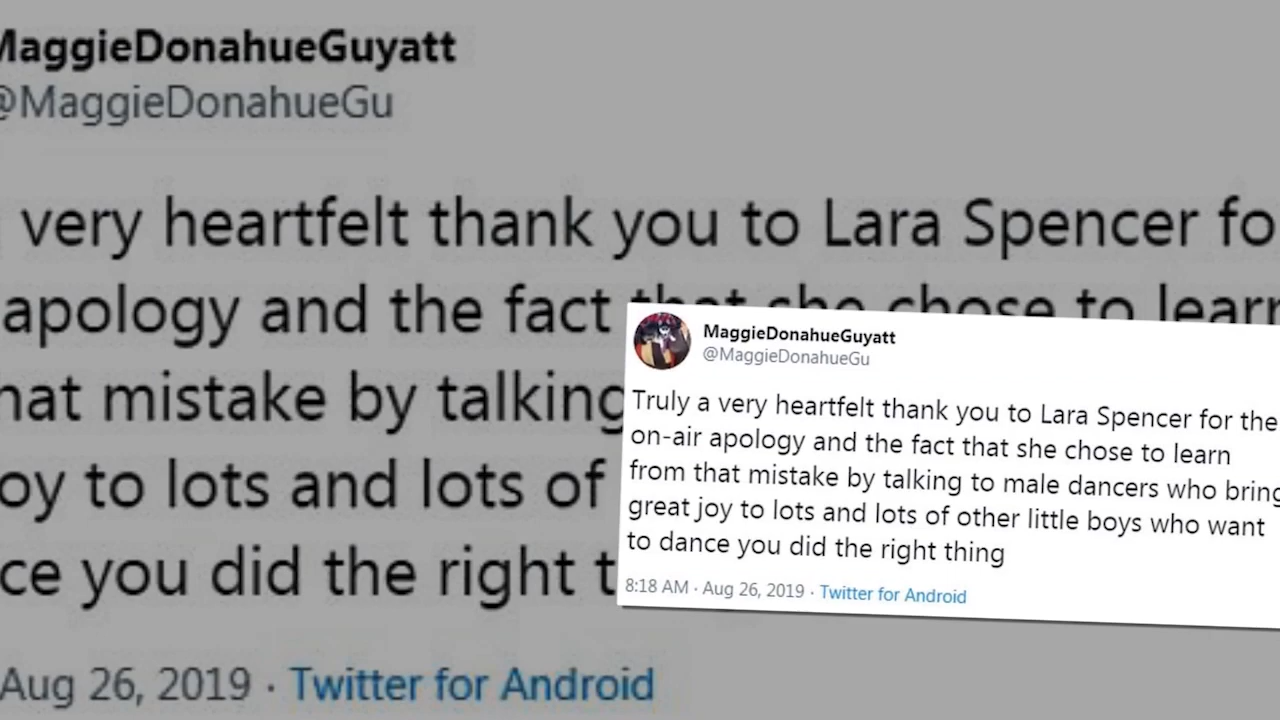 MaggieDonahueGuyatt
@MaggieDonahueGu
very heartfelt thank you to Lara Spencer fo
apology and the fact that she chose to learn
hat mistake by talking
oy to lots and lots of
ce you did the right t
Aug 26, 2019 · Twitter for Android
MaggieDonahueGuyatt
@MaggieDonahueGu
Truly a very heartfelt thank you to Lara Spencer for the
on-air apology and the fact that she chose to learn
from that mistake by talking to male dancers who bring
great joy to lots and lots of other little boys who want
to dance you did the right thing
8:18 AM · Aug 26, 2019 · Twitter for Android